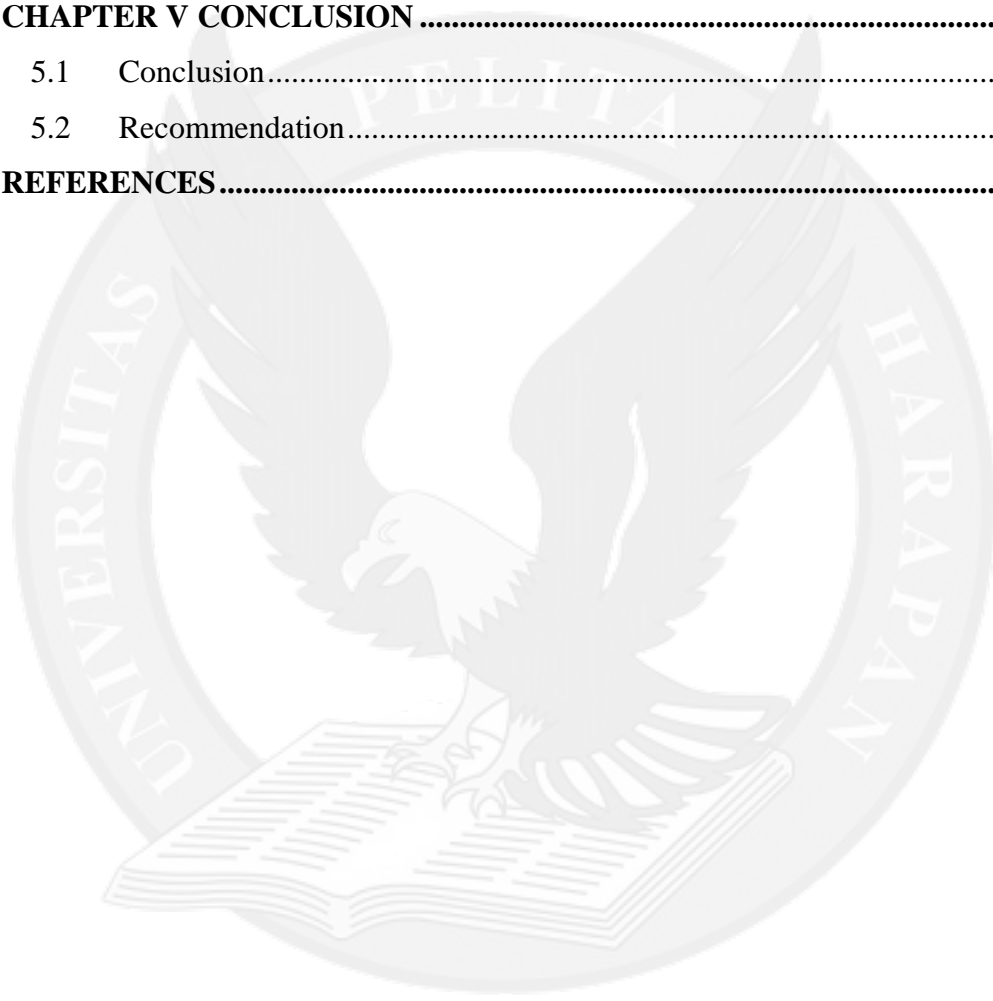 CHAPTER V CONCLUSION ..........................................................................
5.1 Conclusion...............................................................................................
5.2 Recommendation.....................................................................................
REFERENCES....................................................................................................
UNIVERSITAS PELITA HARAPAN